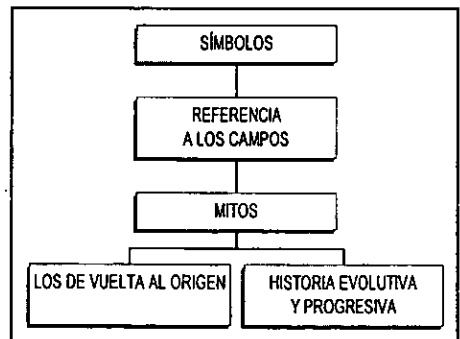 SÍMBOLOS
REFERENCIA
A LOS CAMPOS
MITOS
LOS DE VUELTA AL ORIGEN
HISTORIA EVOLUTIVA
Y PROGRESIVA